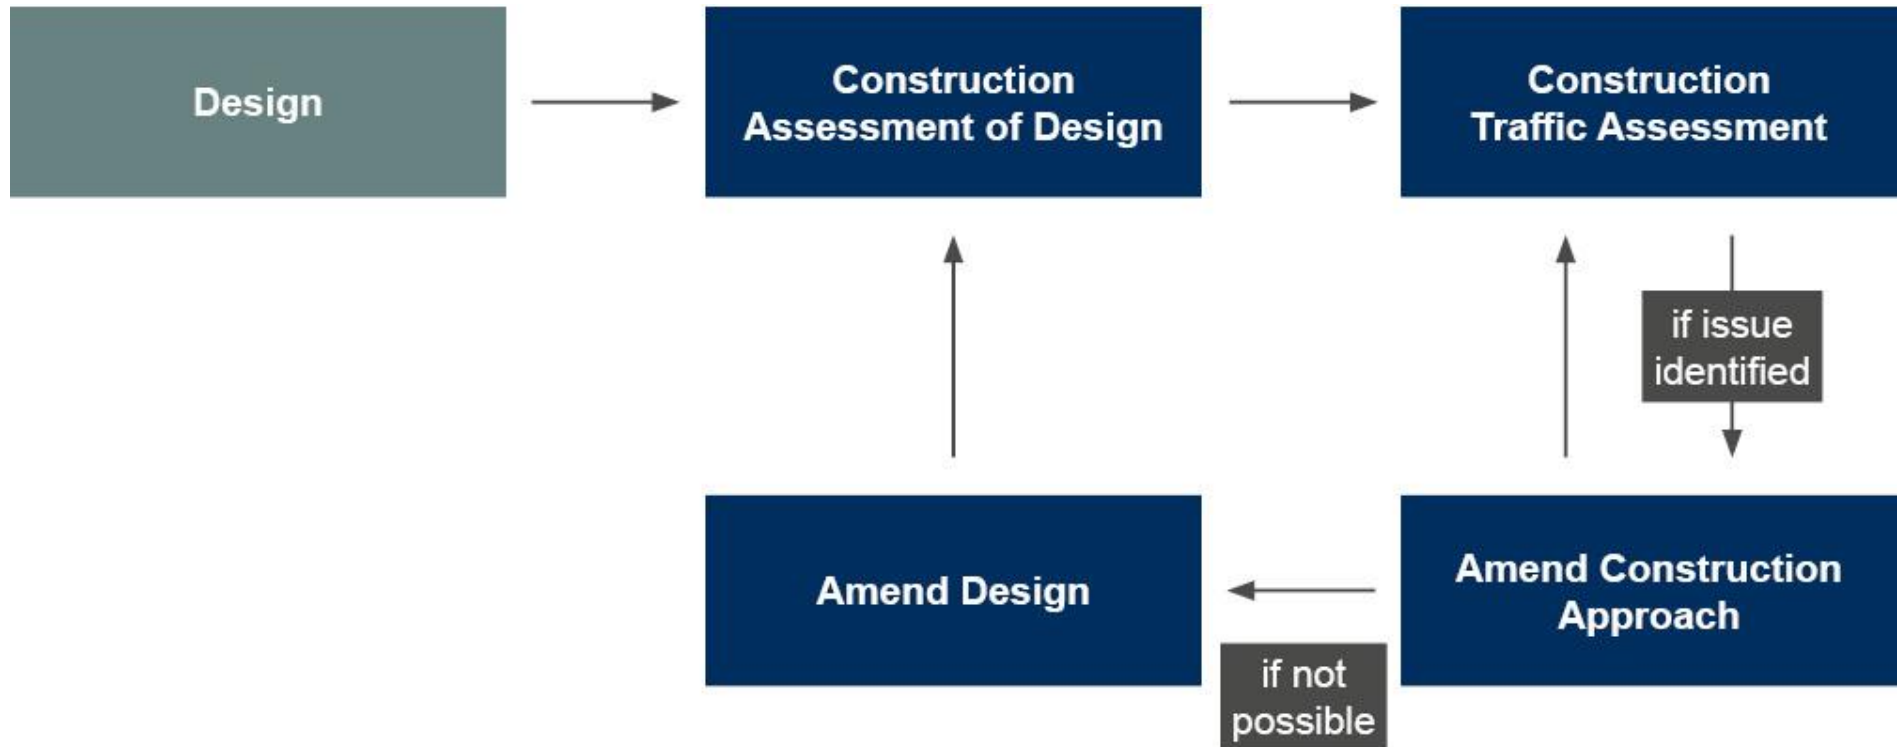 Design
Construction
Assessment of Design
Construction
Traffic Assessment
if issue
identified
Amend Design
Amend Construction
Approach
if not
possible